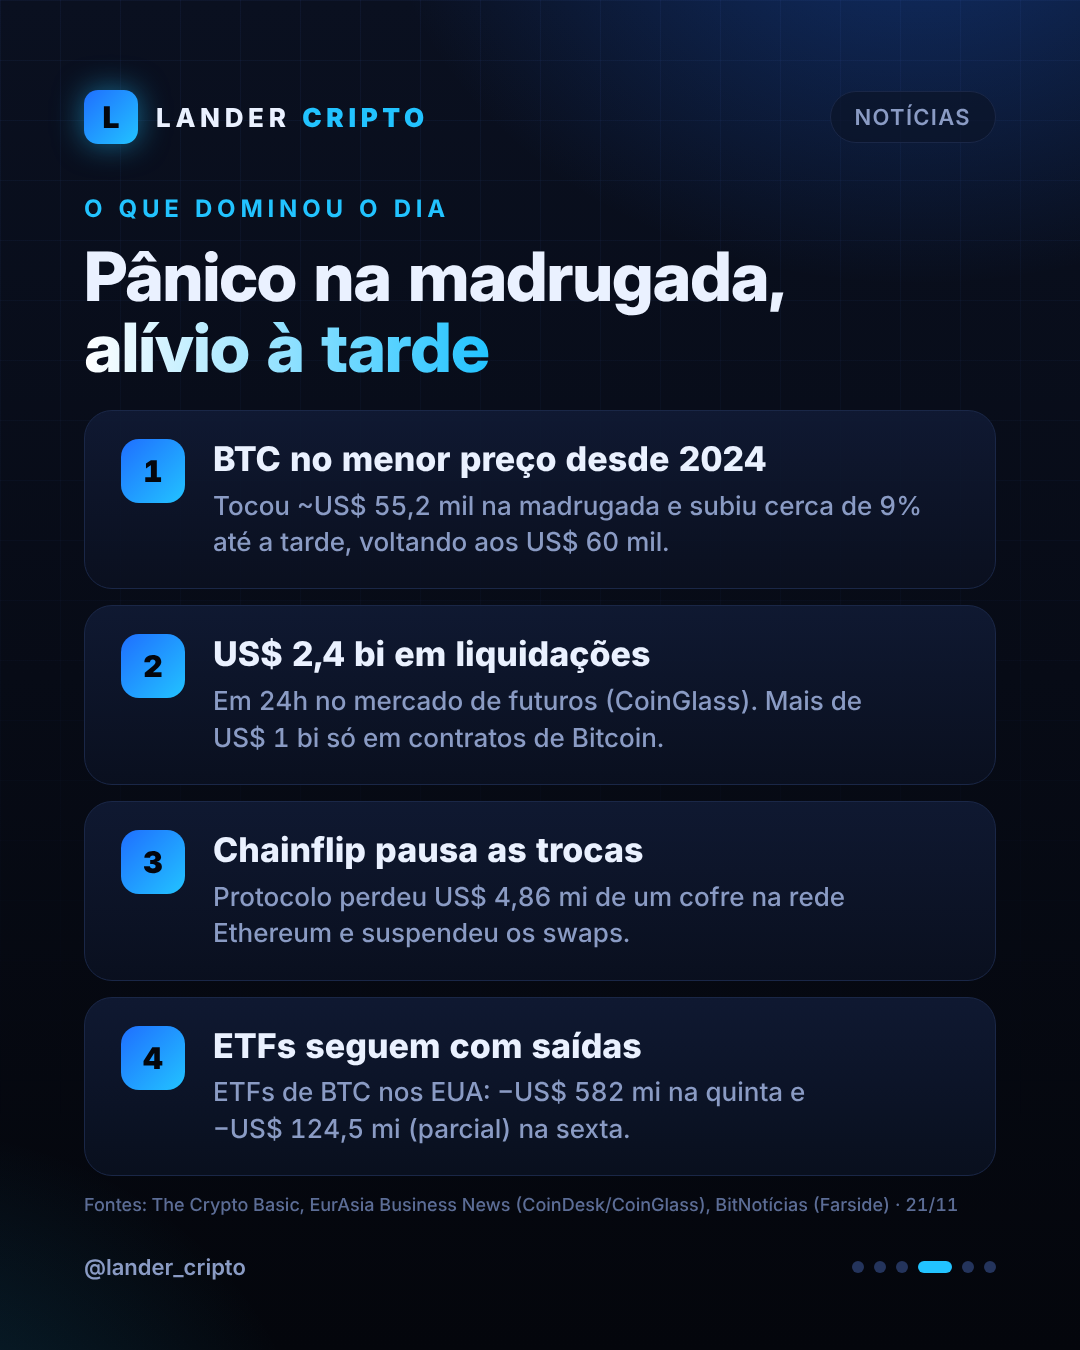 L LANDER CRIPTO
NOTÍCIAS
O QUE DOMINOU O DIA
Pânico na madrugada,
alívio à tarde
1
BTC no menor preço desde 2024
Tocou ~US$ 55,2 mil na madrugada e subiu cerca de 9%
até a tarde, voltando aos US$ 60 mil.
2
US$ 2,4 bi em liquidações
Em 24h no mercado de futuros (CoinGlass). Mais de
US$ 1 bi só em contratos de Bitcoin.
3
Chainflip pausa as trocas
Protocolo perdeu US$ 4,86 mi de um cofre na rede
Ethereum e suspendeu os swaps.
4
ETFs seguem com saídas
ETFs de BTC nos EUA: −US$ 582 mi na quinta e
−US$ 124,5 mi (parcial) na sexta.
Fontes: The Crypto Basic, EurAsia Business News (CoinDesk/CoinGlass), BitNotícias (Farside) · 21/11
@lander_cripto